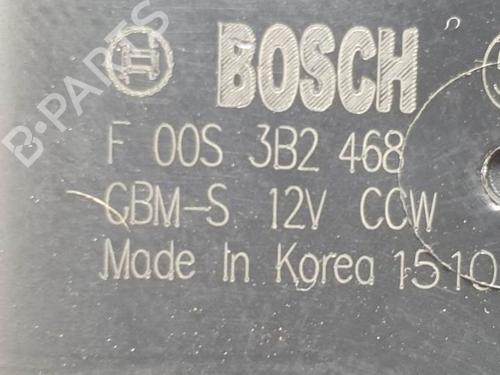 B-PARTS
BOSCH
F 00S 3B2 468
GBM-S 12V CCW
Made In Korea 1510